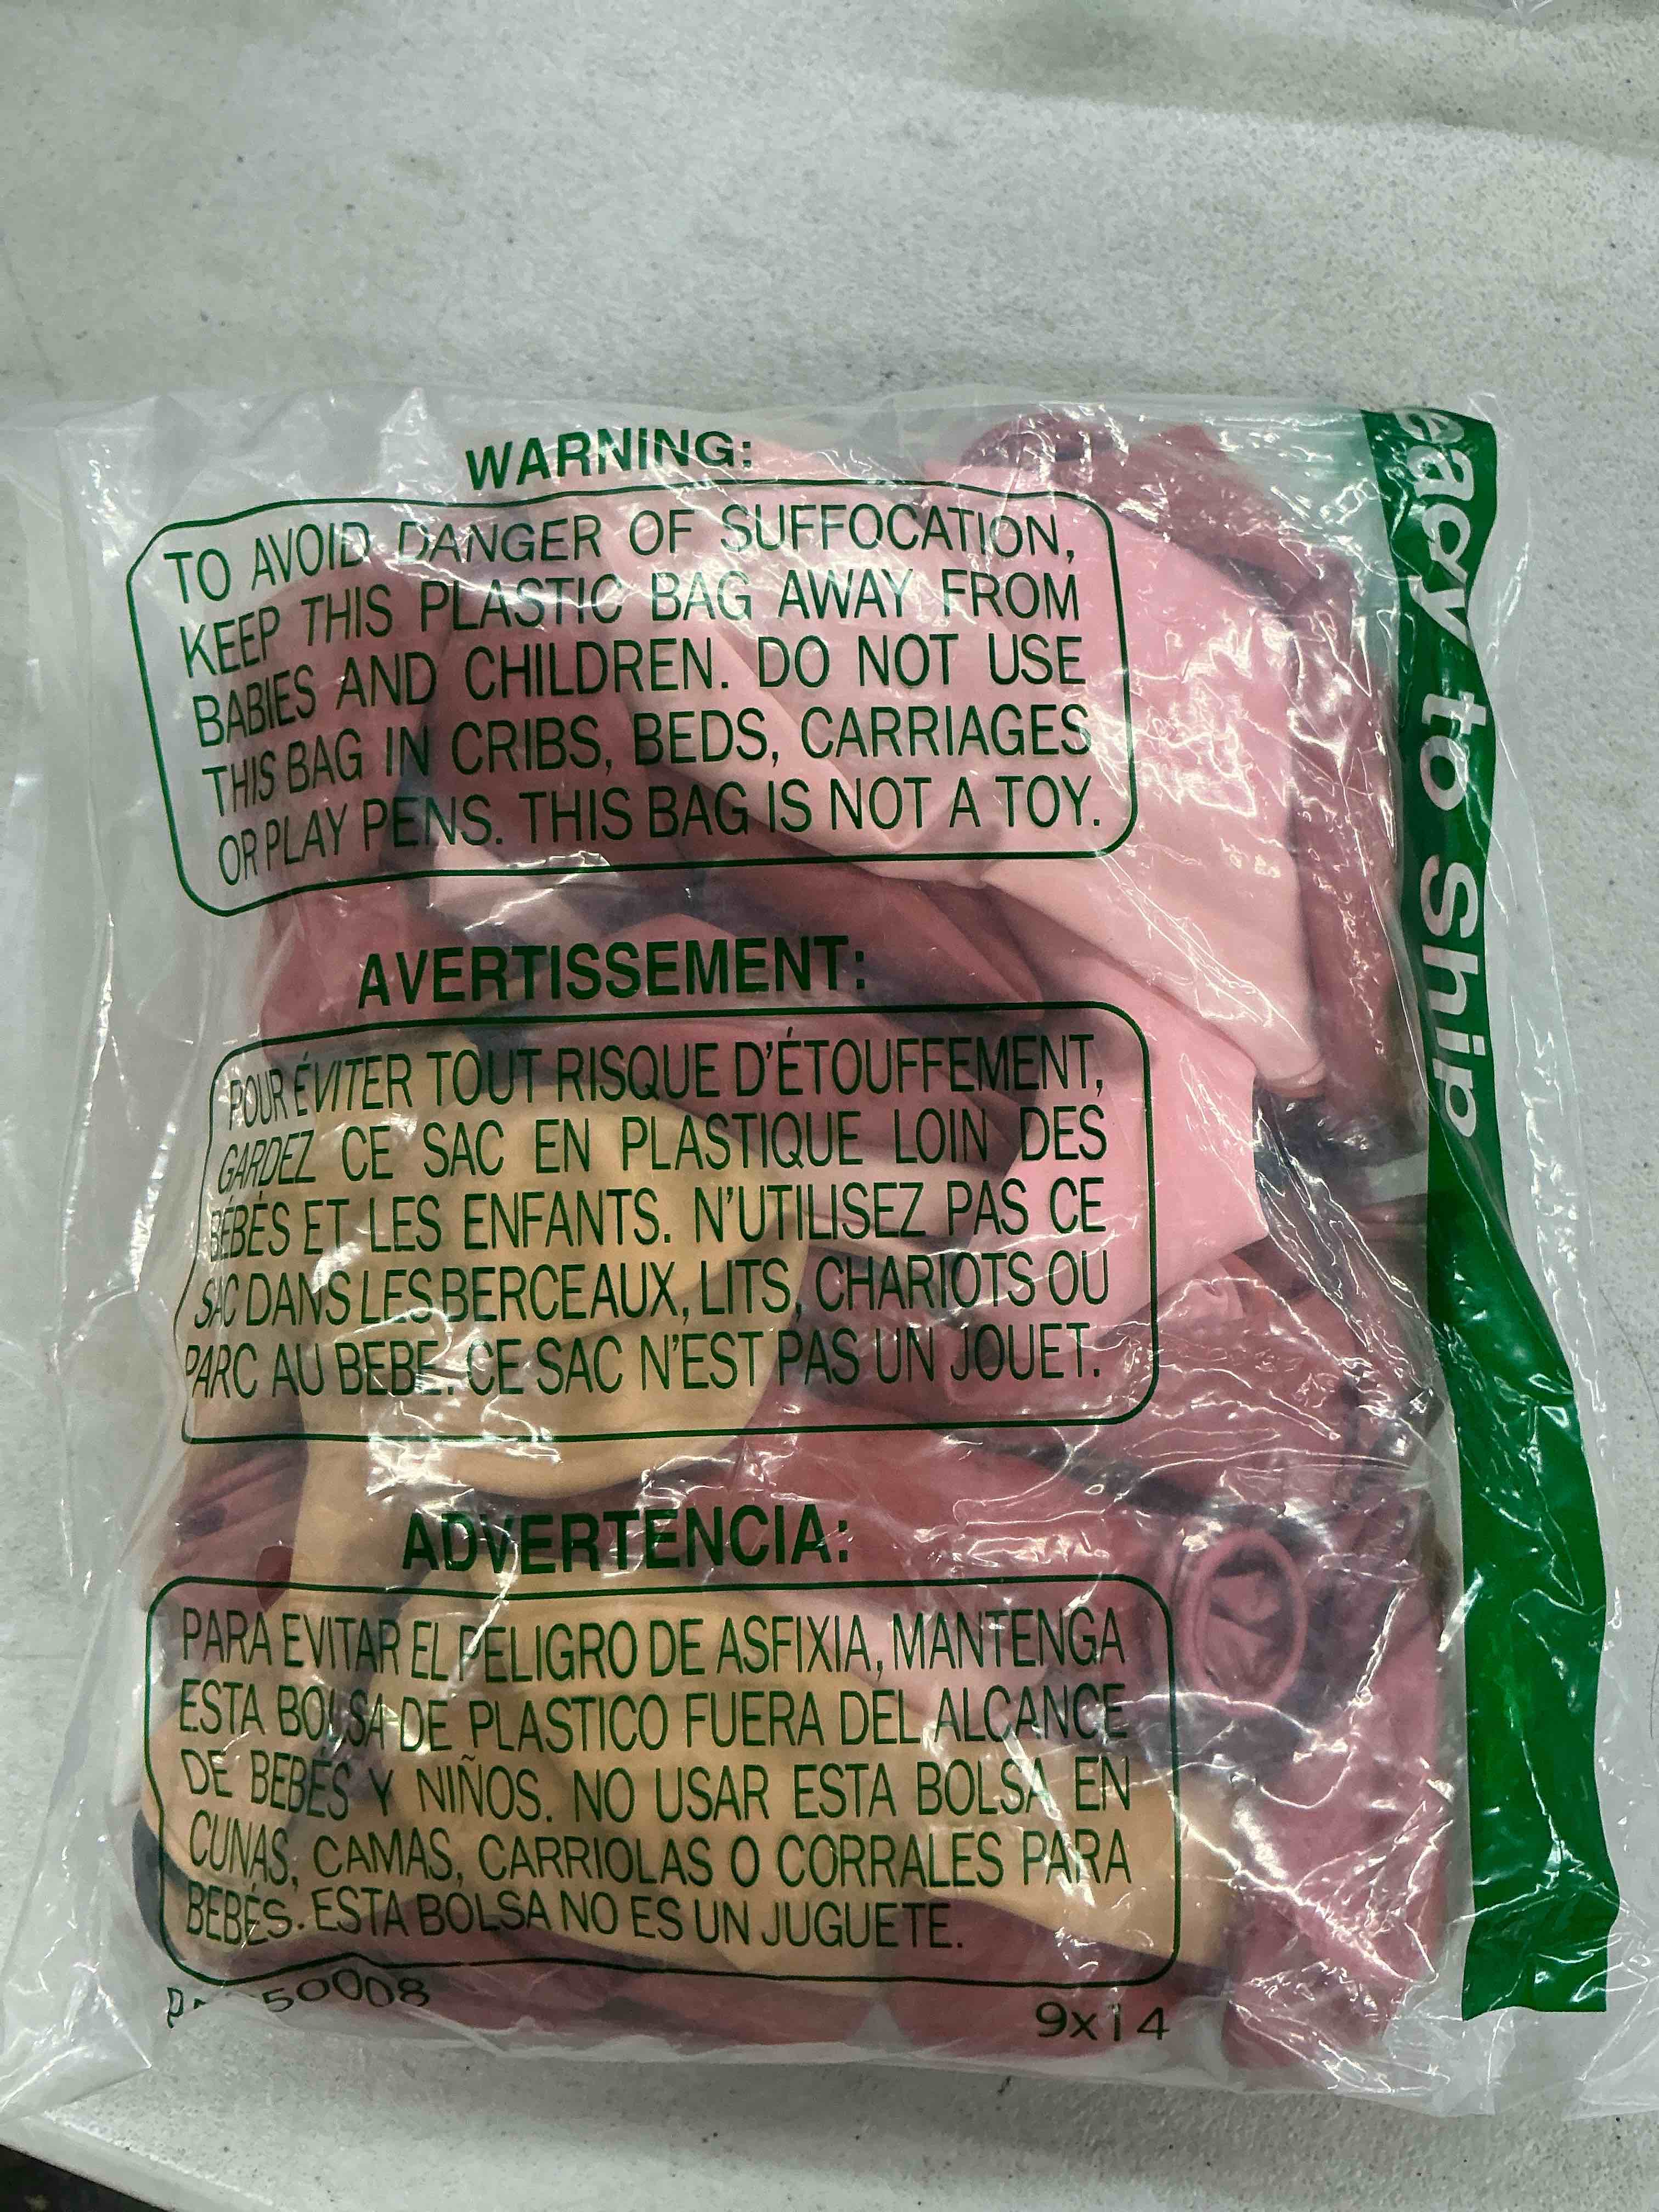 WARNING:
TO AVOID DANGER OF SUFFOCATION,
KEEP THIS PLASTIC BAG AWAY FROM
BABIES AND CHILDREN. DO NOT USE
THIS BAG IN CRIBS, BEDS, CARRIAGES
OR PLAY PENS. THIS BAG IS NOT A TOY.
AVERTISSEMENT:
POUR ÉVITER TOUT RISQUE D'ÉTOUFFEMENT,
GARDEZ CE SAC EN PLASTIQUE LOIN DES
BÉBÉS ET LES ENFANTS. N'UTILISEZ PAS CE
SAC DANS LES BERCEAUX, LITS, CHARIOTS OU
PARC AU BEBE. CE SAC N'EST PAS UN JOUET.
ADVERTENCIA:
PARA EVITAR EL PELIGRO DE ASFIXIA, MANTENGA
ESTA BOLSA DE PLASTICO FUERA DEL ALCANCE
DE BEBÉS Y NIÑOS. NO USAR ESTA BOLSA EN
CUNAS, CAMAS, CARRIOLAS O CORRALES PARA
BEBÉS. ESTA BOLSA NO ES UN JUGUETE.
9x14
eady to Ship